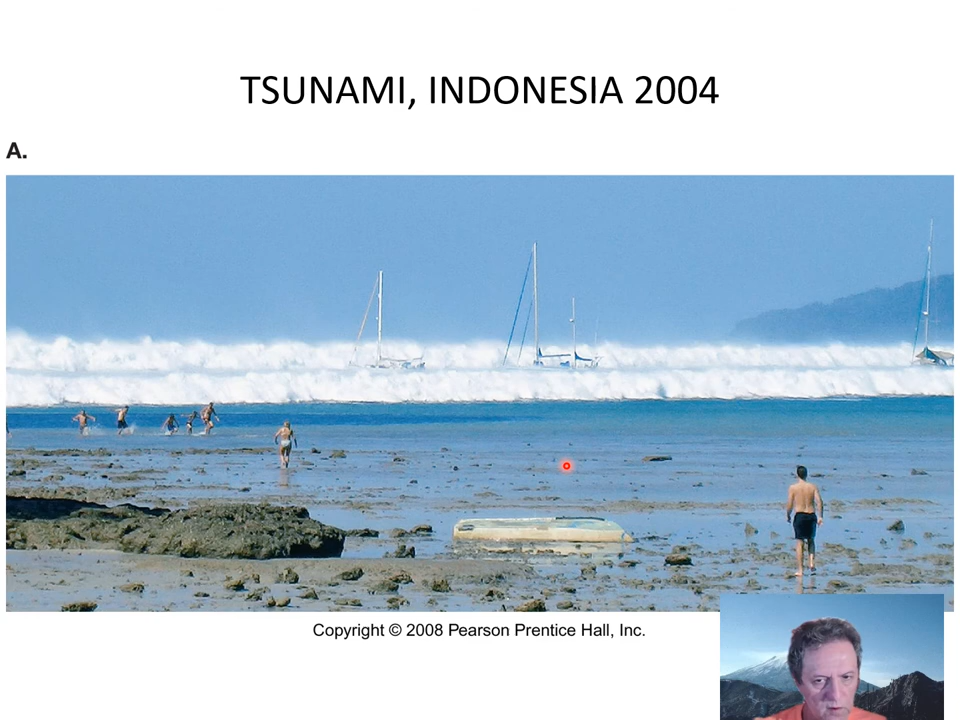 TSUNAMI, INDONESIA 2004
A.
Copyright © 2008 Pearson Prentice Hall, Inc.